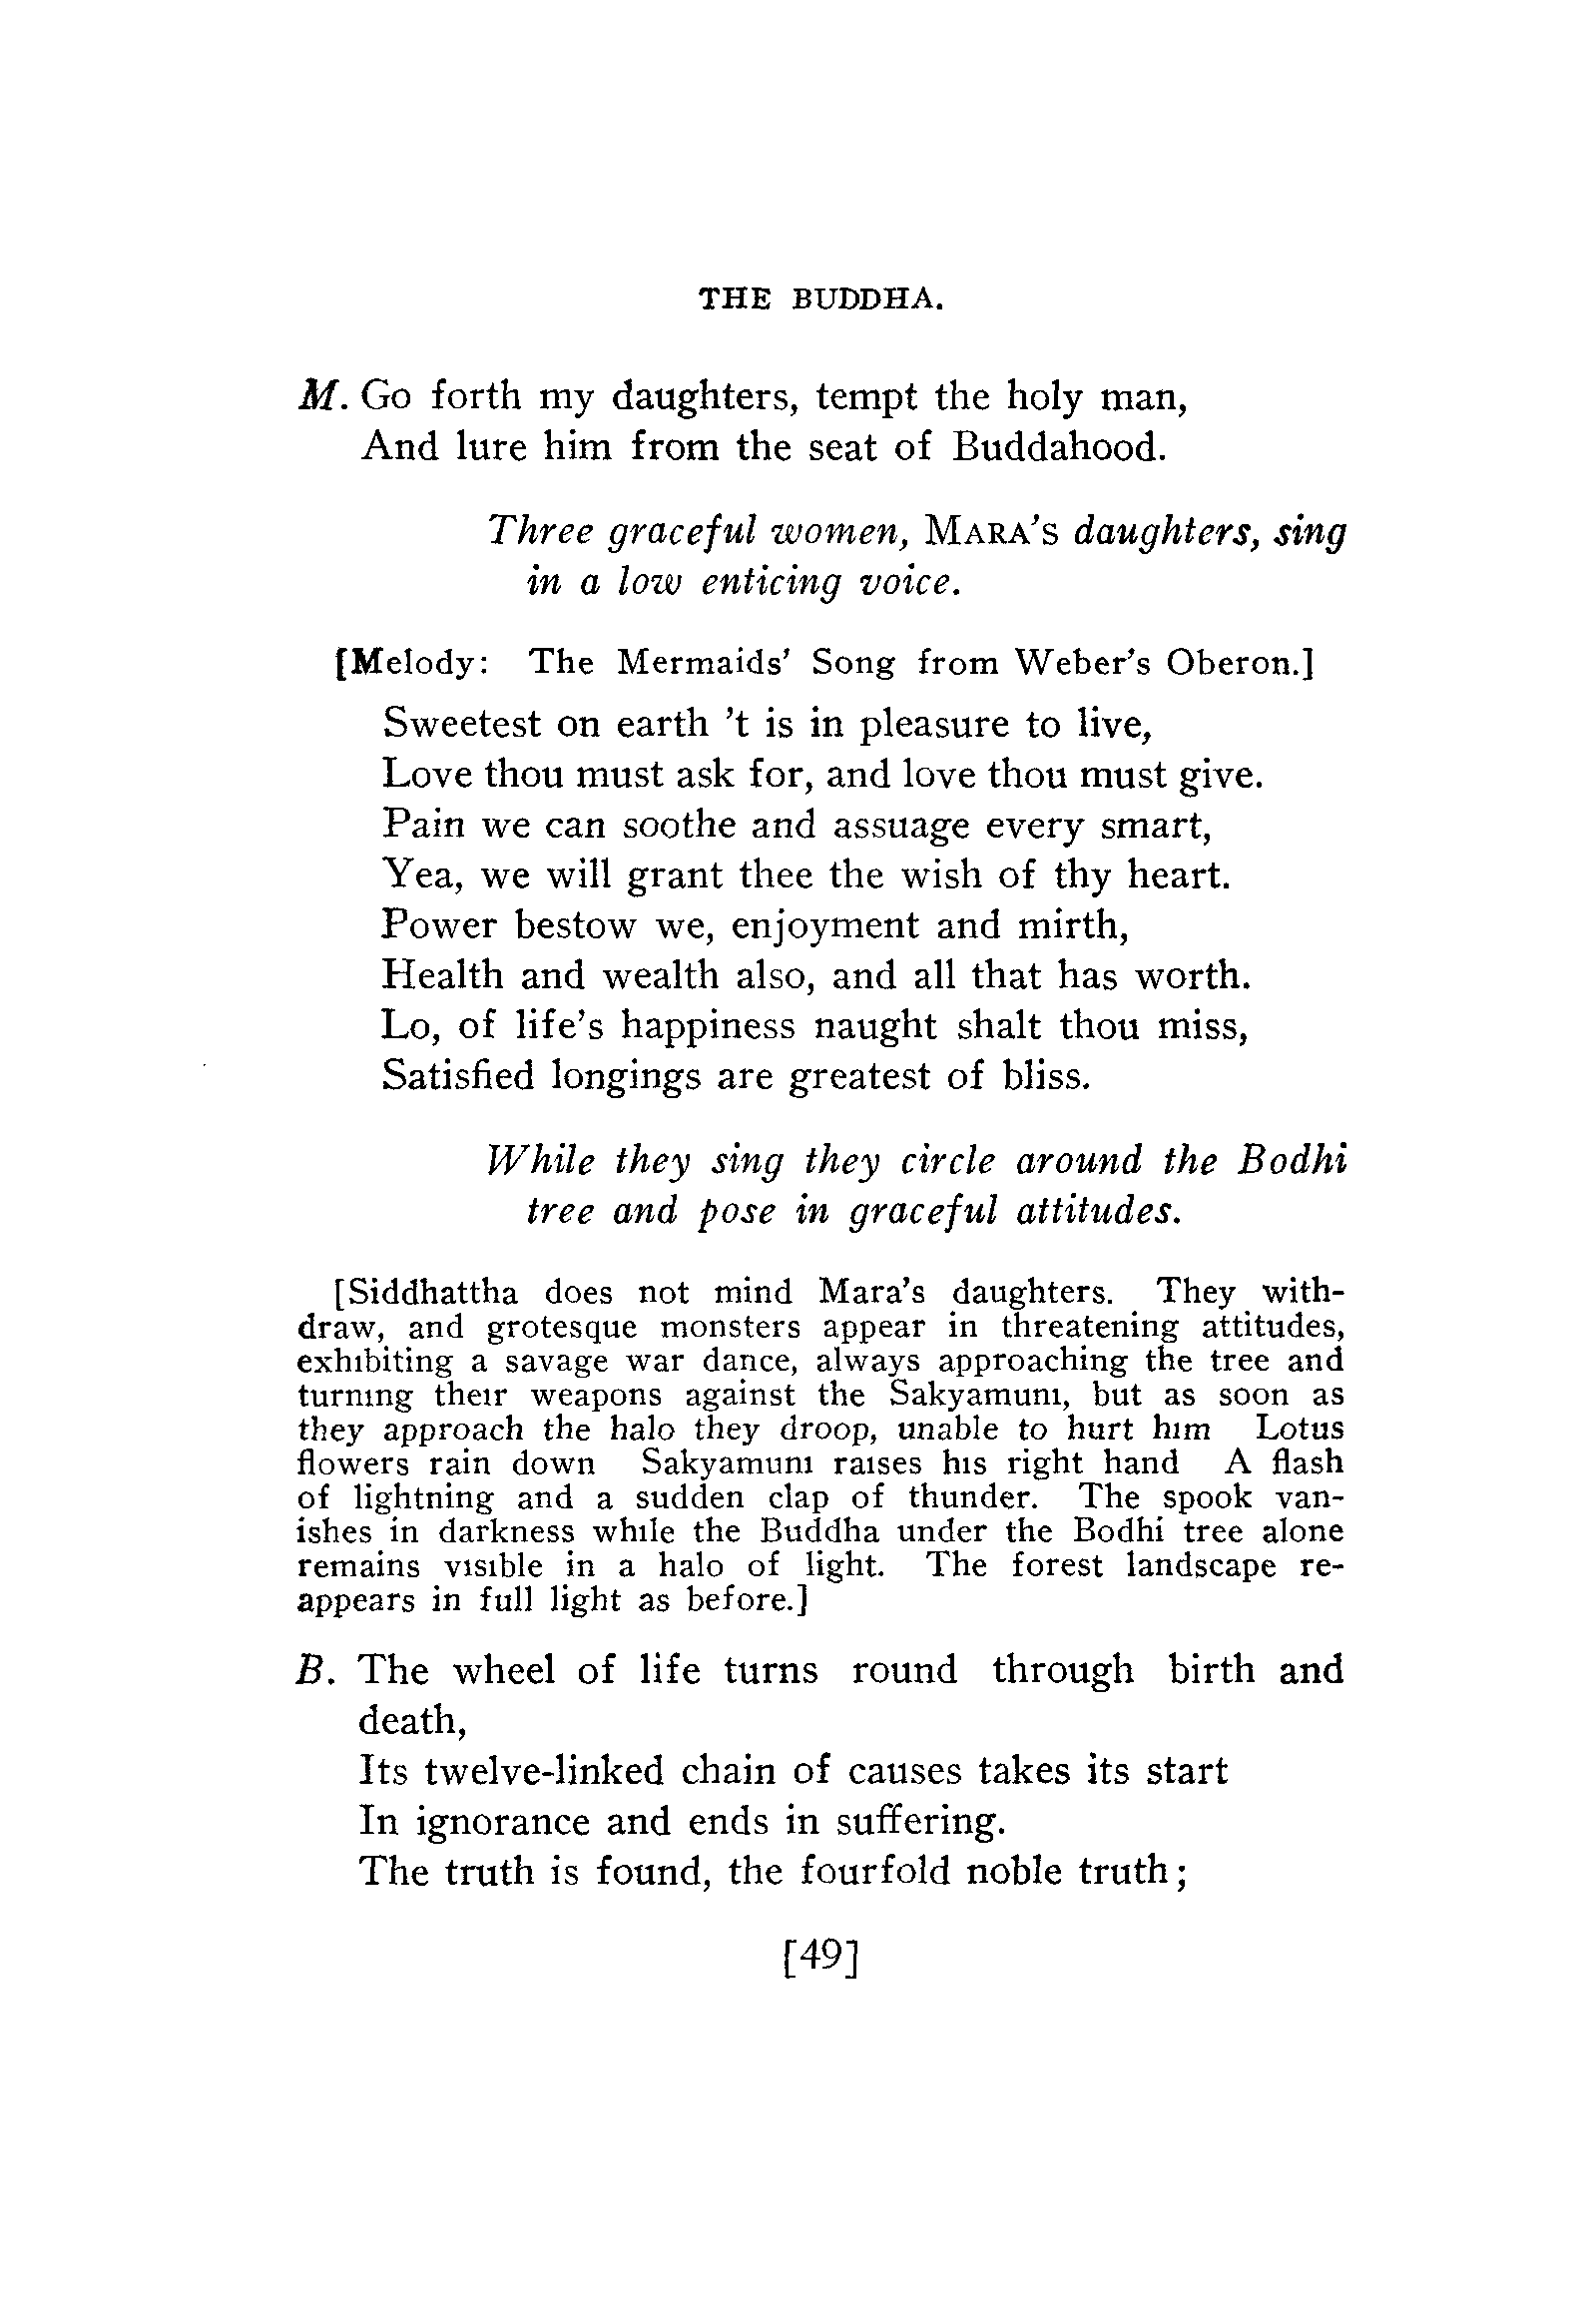 THE BUDDHA.
M. Go forth my daughters, tempt the holy man,
And lure him from the seat of Buddahood.
Three graceful women, MARA's daughters, sing
in a low enticing voice.
[Melody: The Mermaids' Song from Weber's Oberon.]
Sweetest on earth 't is in pleasure to live,
Love thou must ask for, and love thou must give.
Pain we can soothe and assuage every smart,
Yea, we will grant thee the wish of thy heart.
Power bestow we, enjoyment and mirth,
Health and wealth also, and all that has worth.
Lo, of life's happiness naught shalt thou miss,
Satisfied longings are greatest of bliss.
While they sing they circle around the Bodhi
tree and pose in graceful attitudes.
[Siddhattha does not mind Mara's daughters. They with-
draw, and grotesque monsters appear in threatening attitudes,
exhibiting a savage war dance, always approaching the tree and
turning their weapons against the Sakyamuni, but as soon as
they approach the halo they droop, unable to hurt him Lotus
flowers rain down Sakyamuni raises his right hand A flash
of lightning and a sudden clap of thunder. The spook van-
ishes in darkness while the Buddha under the Bodhi tree alone
remains visible in a halo of light. The forest landscape re-
appears in full light as before.]
B. The wheel of life turns round through birth and
death,
Its twelve-linked chain of causes takes its start
In ignorance and ends in suffering.
The truth is found, the fourfold noble truth;
[49]